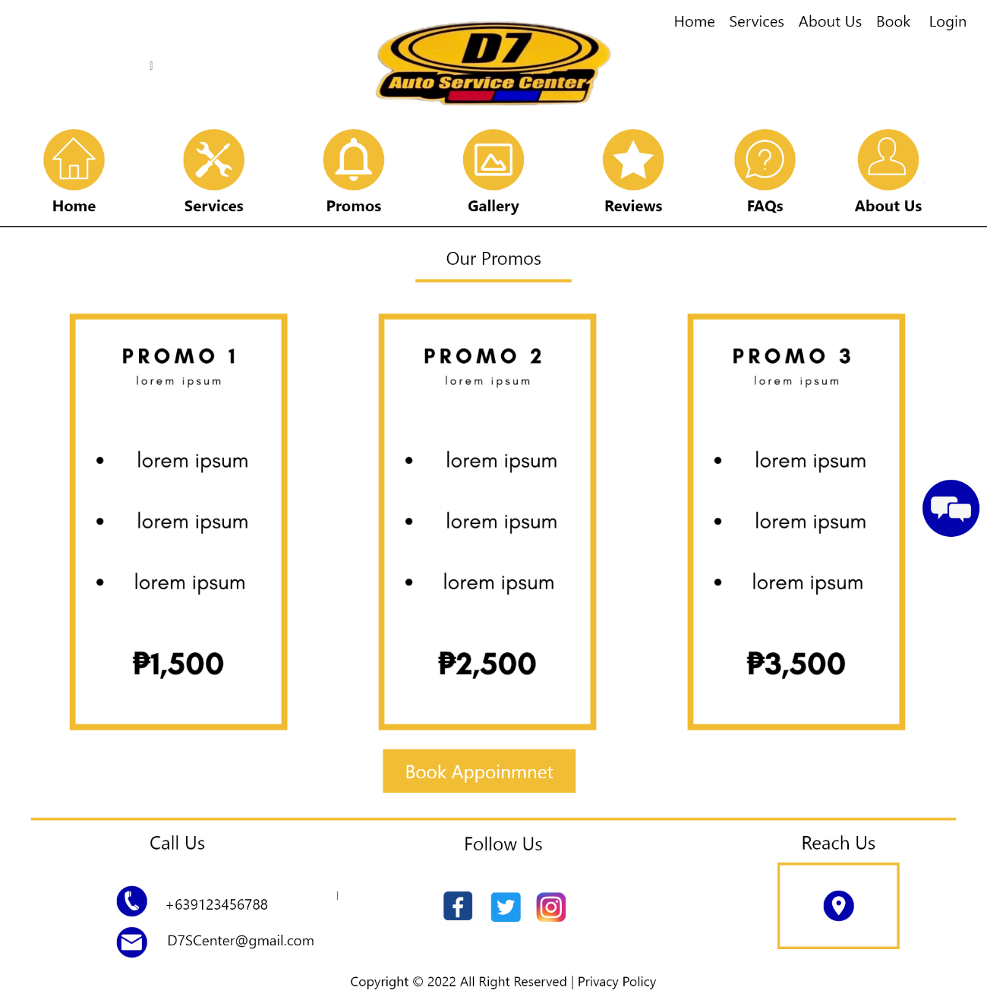 Home Services About Us Book Login
D7
Auto Service Center
Home Services Promos Gallery Reviews FAQs About Us
Our Promos
PROMO 1
lorem ipsum
• lorem ipsum
• lorem ipsum
• lorem ipsum
₱1,500
PROMO 2
lorem ipsum
• lorem ipsum
• lorem ipsum
• lorem ipsum
₱2,500
PROMO 3
lorem ipsum
• lorem ipsum
• lorem ipsum
• lorem ipsum
₱3,500
Book Appoinmnet
Call Us
+639123456788
D7SCenter@gmail.com
Follow Us
Reach Us
Copyright © 2022 All Right Reserved | Privacy Policy